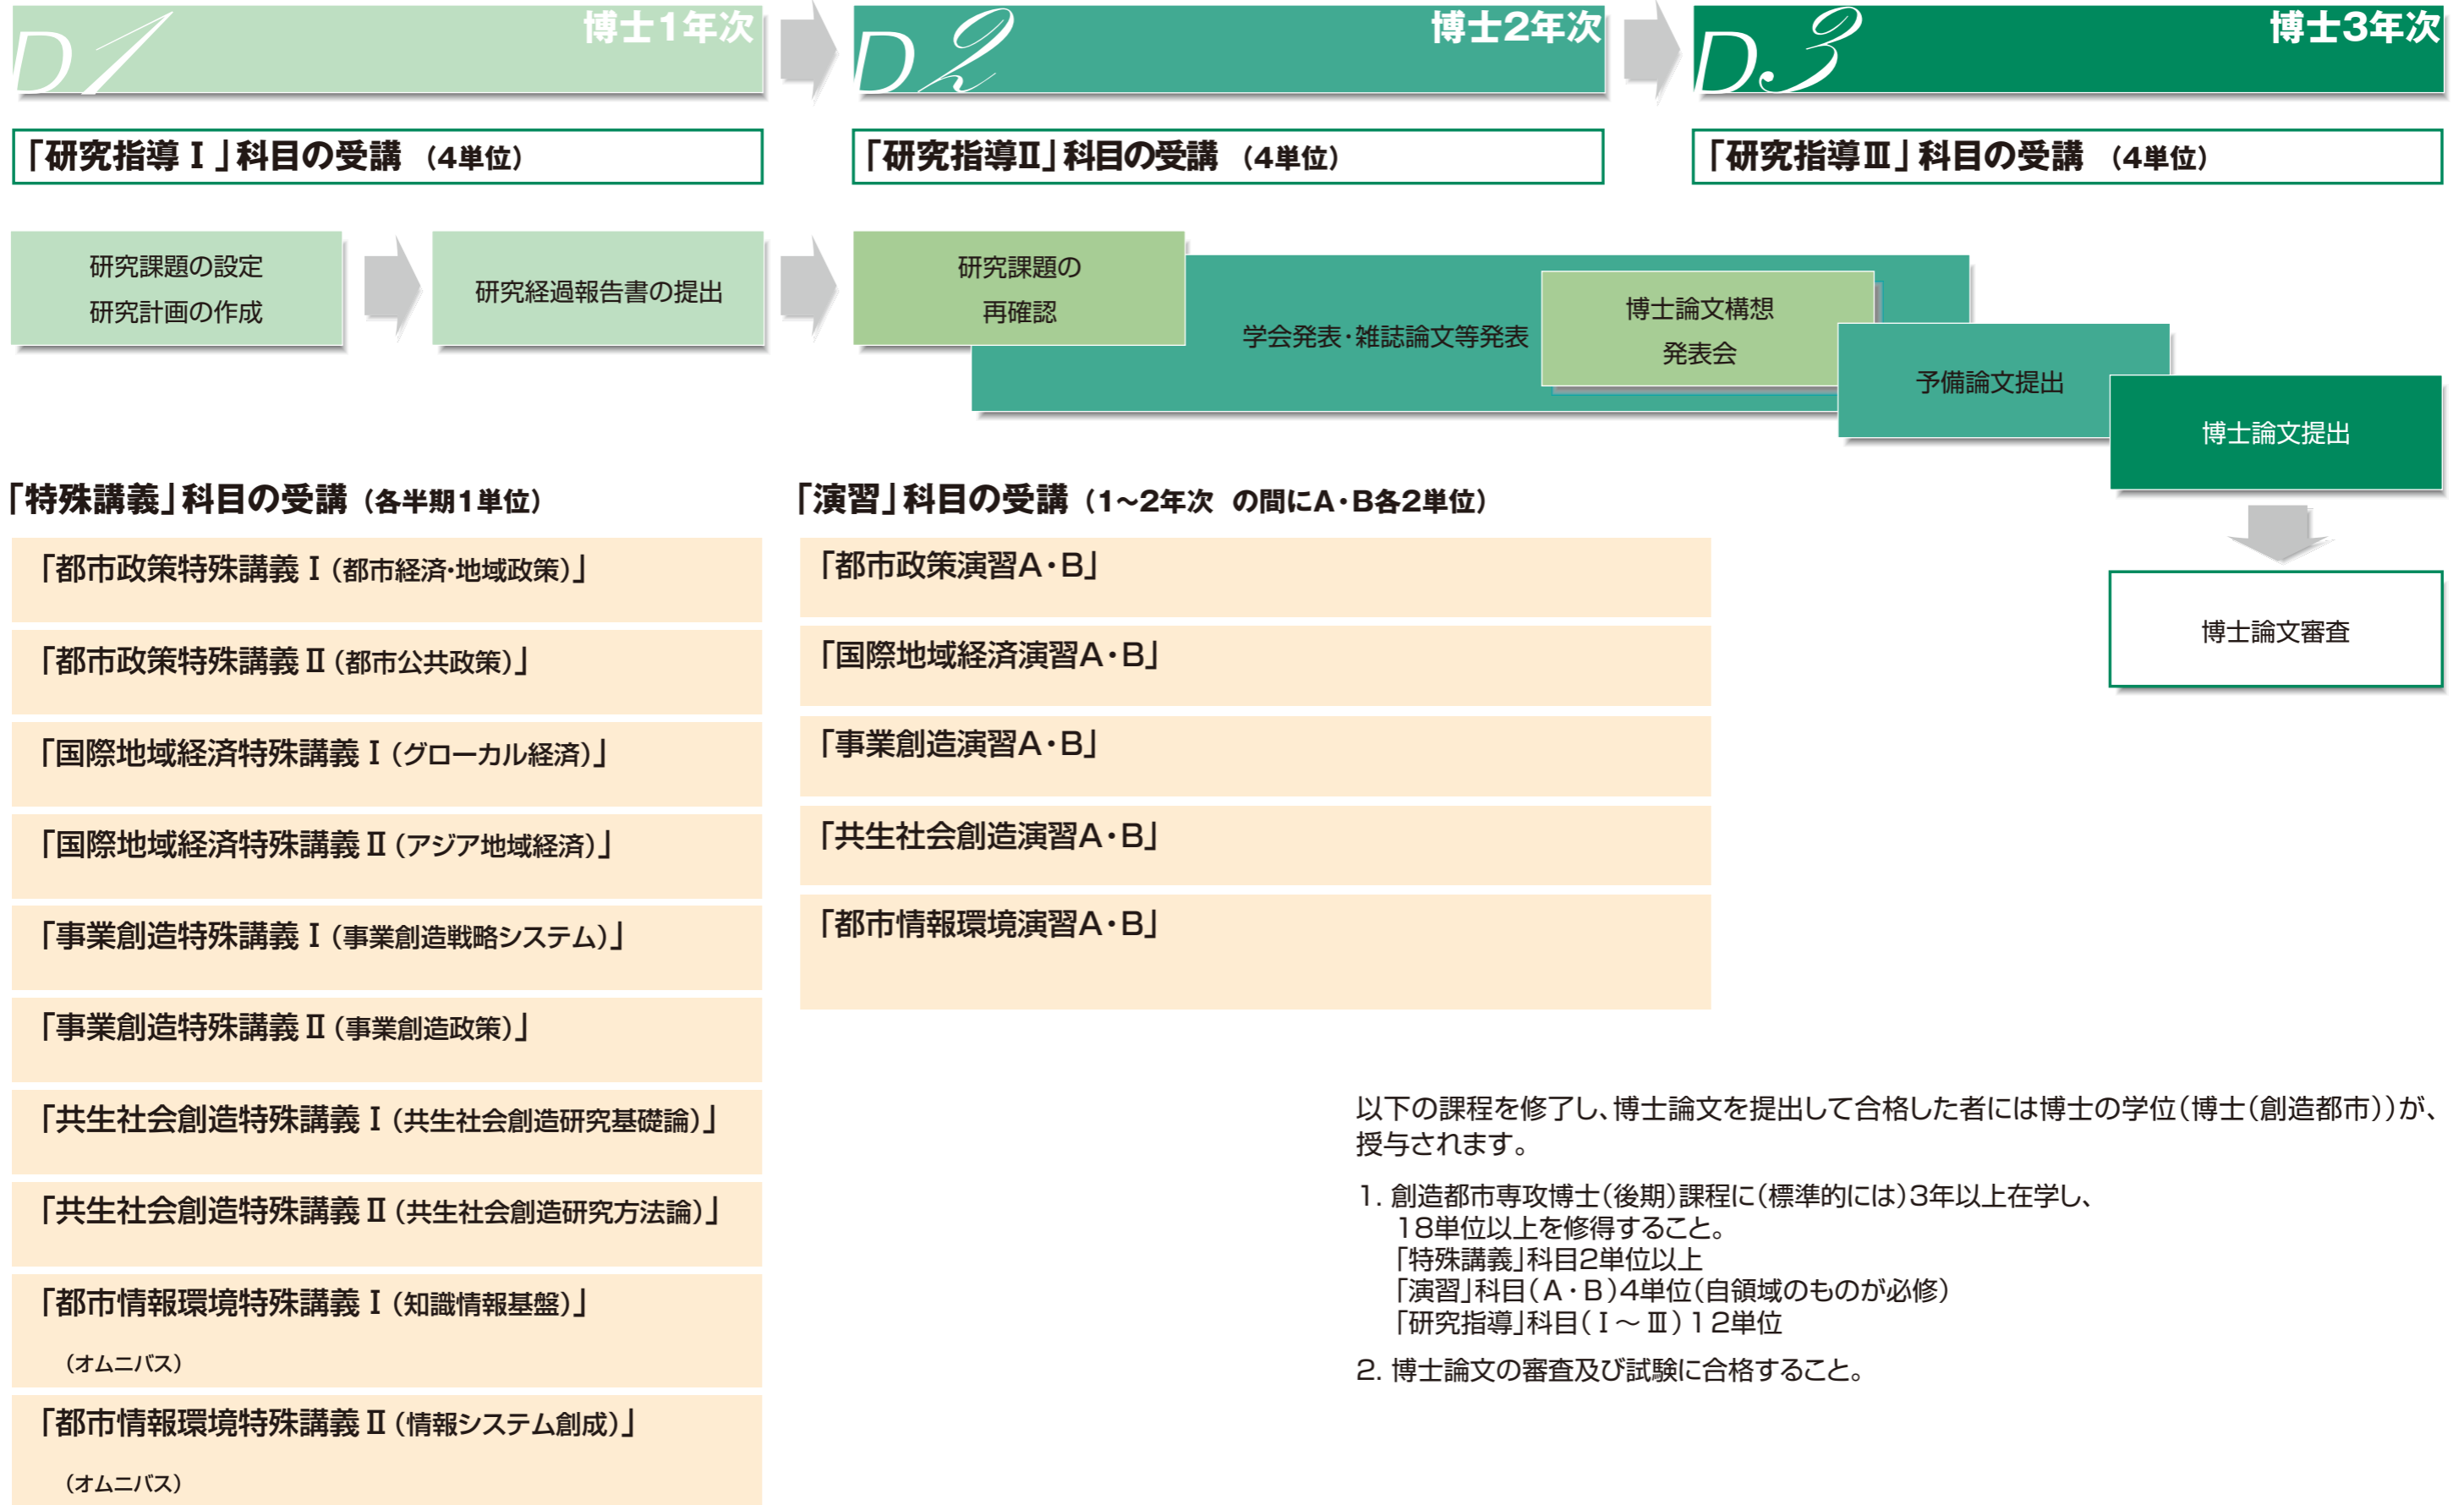 D1 博士1年次
D2 博士2年次
D.3 博士3年次
「研究指導Ⅰ」科目の受講 (4単位)
「研究指導Ⅱ」科目の受講 (4単位)
「研究指導Ⅲ」科目の受講 (4単位)
研究課題の設定
研究計画の作成
研究経過報告書の提出
研究課題の
再確認
学会発表・雑誌論文等発表
博士論文構想
発表会
予備論文提出
博士論文提出
博士論文審査
「特殊講義」科目の受講(各半期1単位)
「都市政策特殊講義Ⅰ(都市経済・地域政策)」
「都市政策特殊講義Ⅱ(都市公共政策)」
「国際地域経済特殊講義Ⅰ(グローカル経済)」
「国際地域経済特殊講義Ⅱ(アジア地域経済)」
「事業創造特殊講義Ⅰ(事業創造戦略システム)」
「事業創造特殊講義Ⅱ(事業創造政策)」
「共生社会創造特殊講義Ⅰ(共生社会創造研究基礎論)」
「共生社会創造特殊講義Ⅱ(共生社会創造研究方法論)」
「都市情報環境特殊講義Ⅰ(知識情報基盤)」
(オムニバス)
「都市情報環境特殊講義Ⅱ(情報システム創成)」
(オムニバス)
「演習」科目の受講(1〜2年次 の間にA・B各2単位)
「都市政策演習A・B」
「国際地域経済演習A・B」
「事業創造演習A・B」
「共生社会創造演習A・B」
「都市情報環境演習A・B」
以下の課程を修了し、博士論文を提出して合格した者には博士の学位(博士(創造都市))が、
授与されます。
1. 創造都市専攻博士(後期)課程に(標準的には)3年以上在学し、
18単位以上を修得すること。
「特殊講義」科目2単位以上
「演習」科目(A・B)4単位(自領域のものが必修)
「研究指導」科目(Ⅰ〜Ⅲ)12単位
2. 博士論文の審査及び試験に合格すること。